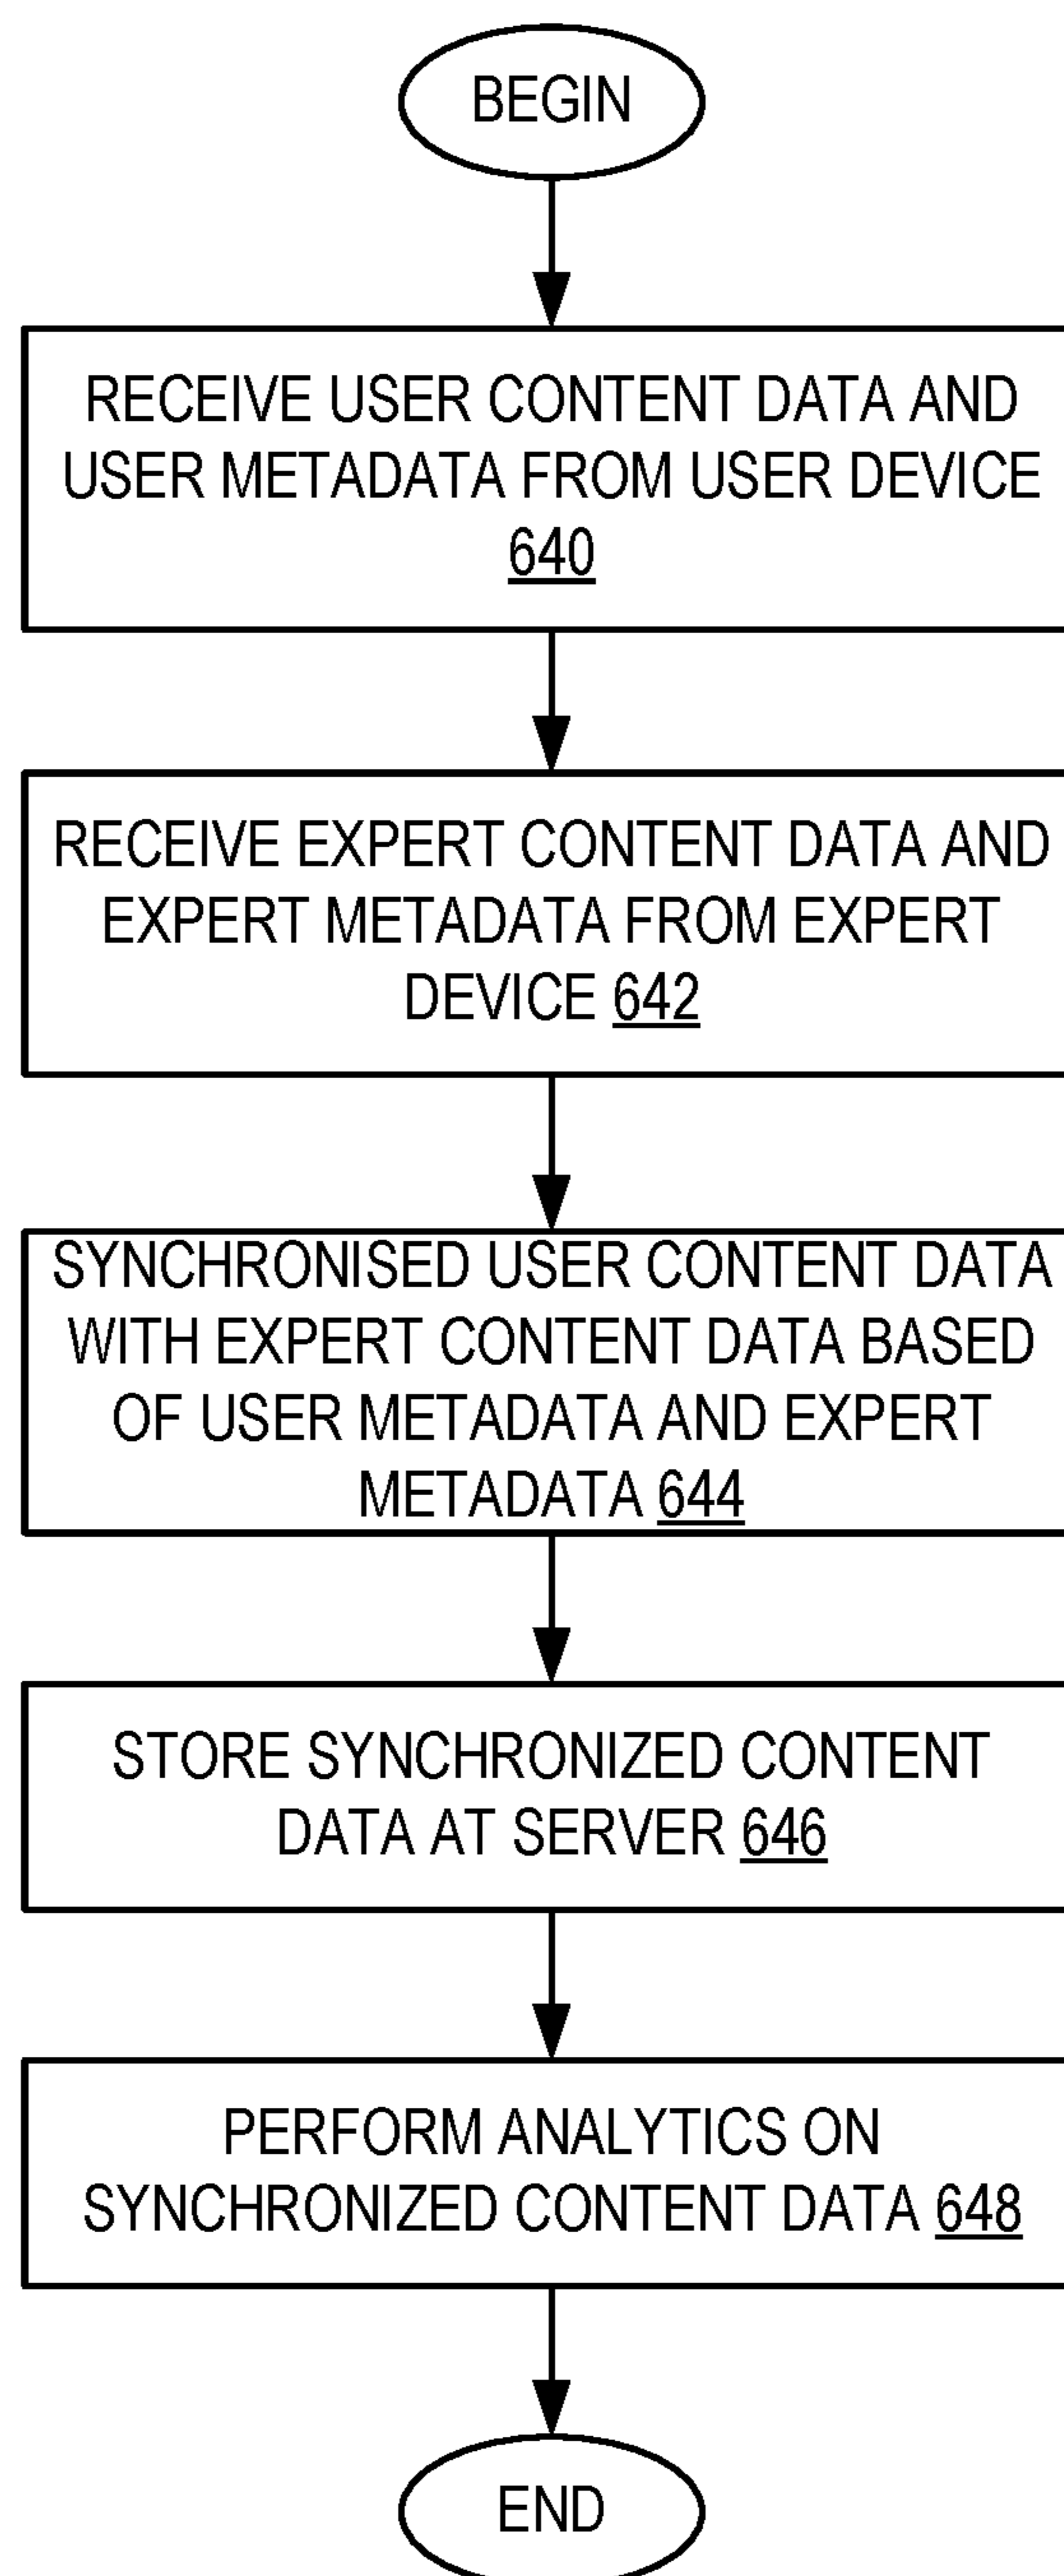 BEGIN
RECEIVE USER CONTENT DATA AND
USER METADATA FROM USER DEVICE
640
RECEIVE EXPERT CONTENT DATA AND
EXPERT METADATA FROM EXPERT
DEVICE 642
SYNCHRONISED USER CONTENT DATA
WITH EXPERT CONTENT DATA BASED
OF USER METADATA AND EXPERT
METADATA 644
STORE SYNCHRONIZED CONTENT
DATA AT SERVER 646
PERFORM ANALYTICS ON
SYNCHRONIZED CONTENT DATA 648
END